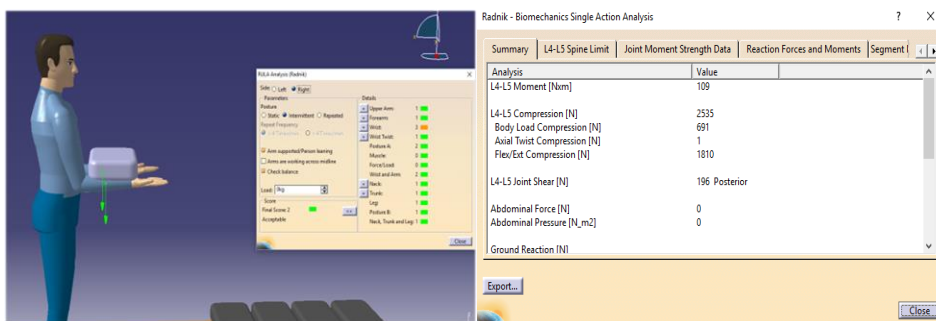 RULA Analysis (Radnik)
Side: Left Right
Parameters
Posture
Static Intermittent Repeated
Repeat Frequency
Arm supported/Person leaning
Arms are working across midline
Check balance
Load:
Score
Final Score: 2
Acceptable
Details
Upper Arm: 1
Forearm: 1
Wrist: 3
Wrist Twist: 1
Posture A: 2
Muscle: 0
Force/Load: 0
Wrist and Arm: 2
Neck: 1
Trunk: 1
Leg: 1
Posture B: 1
Neck, Trunk and Leg: 1
Close
Radnik - Biomechanics Single Action Analysis
Summary L4-L5 Spine Limit Joint Moment Strength Data Reaction Forces and Moments Segment
Analysis Value
L4-L5 Moment [Nxm] 109
L4-L5 Compression [N] 2535
Body Load Compression [N] 691
Axial Twist Compression [N] 1
Flex/Ext Compression [N] 1810
L4-L5 Joint Shear [N] 196 Posterior
Abdominal Force [N] 0
Abdominal Pressure [N_m2] 0
Ground Reaction [N]
Export...
Close